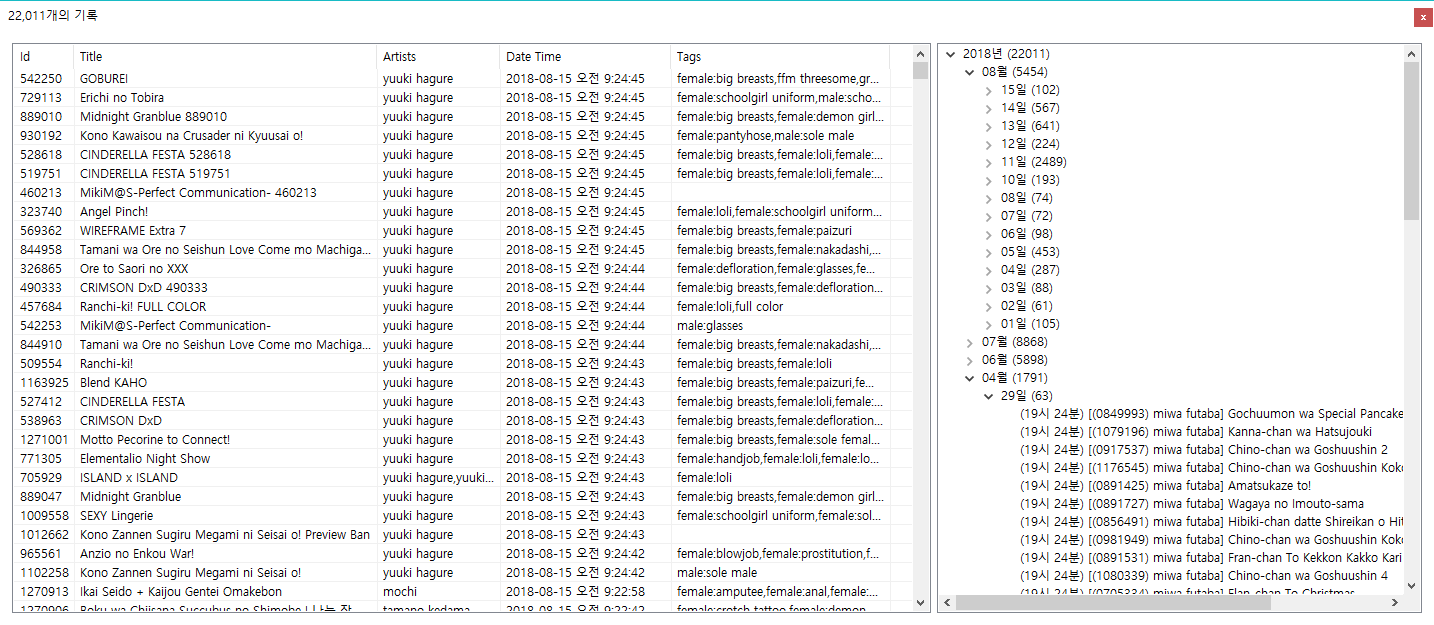 22,011개의 기록
x
Id Title Artists Date Time Tags
542250 GOBUREI yuuki hagure 2018-08-15 오전 9:24:45 female:big breasts,ffm threesome,gr...
729113 Erichi no Tobira yuuki hagure 2018-08-15 오전 9:24:45 female:schoolgirl uniform,male:scho...
889010 Midnight Granblue 889010 yuuki hagure 2018-08-15 오전 9:24:45 female:big breasts,female:demon girl...
930192 Kono Kawaisou na Crusader ni Kyuusai o! yuuki hagure 2018-08-15 오전 9:24:45 female:pantyhose,male:sole male
528618 CINDERELLA FESTA 528618 yuuki hagure 2018-08-15 오전 9:24:45 female:big breasts,female:loli,female:...
519751 CINDERELLA FESTA 519751 yuuki hagure 2018-08-15 오전 9:24:45 female:big breasts,female:loli,female:...
460213 MikiM@S-Perfect Communication- 460213 yuuki hagure 2018-08-15 오전 9:24:45
323740 Angel Pinch! yuuki hagure 2018-08-15 오전 9:24:45 female:loli,female:schoolgirl uniform...
569362 WIREFRAME Extra 7 yuuki hagure 2018-08-15 오전 9:24:45 female:big breasts,female:paizuri
844958 Tamani wa Ore no Seishun Love Come mo Machiga... yuuki hagure 2018-08-15 오전 9:24:45 female:big breasts,female:nakadashi,...
326865 Ore to Saori no XXX yuuki hagure 2018-08-15 오전 9:24:44 female:defloration,female:glasses,fe...
490333 CRIMSON DxD 490333 yuuki hagure 2018-08-15 오전 9:24:44 female:big breasts,female:defloration...
457684 Ranchi-ki! FULL COLOR yuuki hagure 2018-08-15 오전 9:24:44 female:loli,full color
542253 MikiM@S-Perfect Communication- yuuki hagure 2018-08-15 오전 9:24:44 male:glasses
844910 Tamani wa Ore no Seishun Love Come mo Machiga... yuuki hagure 2018-08-15 오전 9:24:44 female:big breasts,female:nakadashi,...
509554 Ranchi-ki! yuuki hagure 2018-08-15 오전 9:24:43 female:big breasts,female:loli
1163925 Blend KAHO yuuki hagure 2018-08-15 오전 9:24:43 female:big breasts,female:paizuri,fe...
527412 CINDERELLA FESTA yuuki hagure 2018-08-15 오전 9:24:43 female:big breasts,female:loli,female:...
538963 CRIMSON DxD yuuki hagure 2018-08-15 오전 9:24:43 female:big breasts,female:defloration...
1271001 Motto Pecorine to Connect! yuuki hagure 2018-08-15 오전 9:24:43 female:big breasts,female:sole femal...
771305 Elementalio Night Show yuuki hagure 2018-08-15 오전 9:24:43 female:handjob,female:loli,female:lo...
705929 ISLAND x ISLAND yuuki hagure,yuuki... 2018-08-15 오전 9:24:43 female:loli
889047 Midnight Granblue yuuki hagure 2018-08-15 오전 9:24:43 female:big breasts,female:demon girl...
1009558 SEXY Lingerie yuuki hagure 2018-08-15 오전 9:24:43 female:schoolgirl uniform,female:sol...
1012662 Kono Zannen Sugiru Megami ni Seisai o! Preview Ban yuuki hagure 2018-08-15 오전 9:24:43
965561 Anzio no Enkou War! yuuki hagure 2018-08-15 오전 9:24:42 female:blowjob,female:prostitution,f...
1102258 Kono Zannen Sugiru Megami ni Seisai o! yuuki hagure 2018-08-15 오전 9:24:42 male:sole male
1270913 Ikai Seido + Kaijou Gentei Omakebon mochi 2018-08-15 오전 9:22:58 female:amputee,female:anal,female:...
1270906 Boku wa Chiisana Succubus no Shimobe | 나는 작 tamano kedama 2018-08-15 오전 9:22:42 female:crotch tattoo,female:demon
2018년 (22011)
08월 (5454)
15일 (102)
14일 (567)
13일 (641)
12일 (224)
11일 (2489)
10일 (193)
08일 (74)
07일 (72)
06일 (98)
05일 (453)
04일 (287)
03일 (88)
02일 (61)
01일 (105)
07월 (8868)
06월 (5898)
04월 (1791)
29일 (63)
(19시 24분) [(0849993) miwa futaba] Gochuumon wa Special Pancake
(19시 24분) [(1079196) miwa futaba] Kanna-chan wa Hatsujouki
(19시 24분) [(0917537) miwa futaba] Chino-chan wa Goshuushin 2
(19시 24분) [(1176545) miwa futaba] Chino-chan wa Goshuushin Koko
(19시 24분) [(0891425) miwa futaba] Amatsukaze to!
(19시 24분) [(0891727) miwa futaba] Wagaya no Imouto-sama
(19시 24분) [(0856491) miwa futaba] Hibiki-chan datte Shireikan o Hit
(19시 24분) [(0981949) miwa futaba] Chino-chan wa Goshuushin Koko
(19시 24분) [(0891531) miwa futaba] Fran-chan To Kekkon Kakko Kari
(19시 24분) [(1080339) miwa futaba] Chino-chan wa Goshuushin 4
(19시 24분) [(0705334) miwa futaba] Flan-chan To Christmas